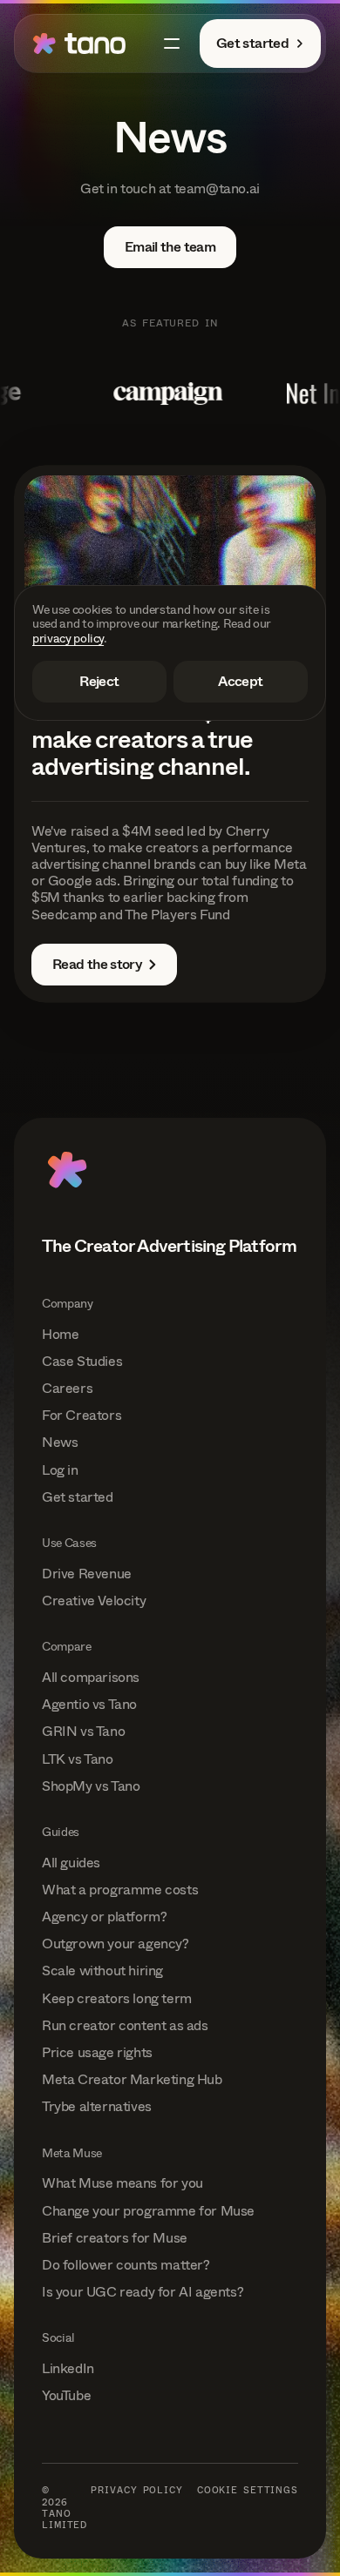 tano
Get started
News
Get in touch at team@tano.ai
Email the team
AS FEATURED IN
campaign
Net In
We use cookies to understand how our site is
used and to improve our marketing. Read our
privacy policy.
Reject
Accept
make creators a true
advertising channel.
We've raised a $4M seed led by Cherry
Ventures, to make creators a performance
advertising channel brands can buy like Meta
or Google ads. Bringing our total funding to
$5M thanks to earlier backing from
Seedcamp and The Players Fund
Read the story
The Creator Advertising Platform
Company
Home
Case Studies
Careers
For Creators
News
Log in
Get started
Use Cases
Drive Revenue
Creative Velocity
Compare
All comparisons
Agentio vs Tano
GRIN vs Tano
LTK vs Tano
ShopMy vs Tano
Guides
All guides
What a programme costs
Agency or platform?
Outgrown your agency?
Scale without hiring
Keep creators long term
Run creator content as ads
Price usage rights
Meta Creator Marketing Hub
Trybe alternatives
Meta Muse
What Muse means for you
Change your programme for Muse
Brief creators for Muse
Do follower counts matter?
Is your UGC ready for AI agents?
Social
LinkedIn
YouTube
© 2026 TANO LIMITED
PRIVACY POLICY
COOKIE SETTINGS